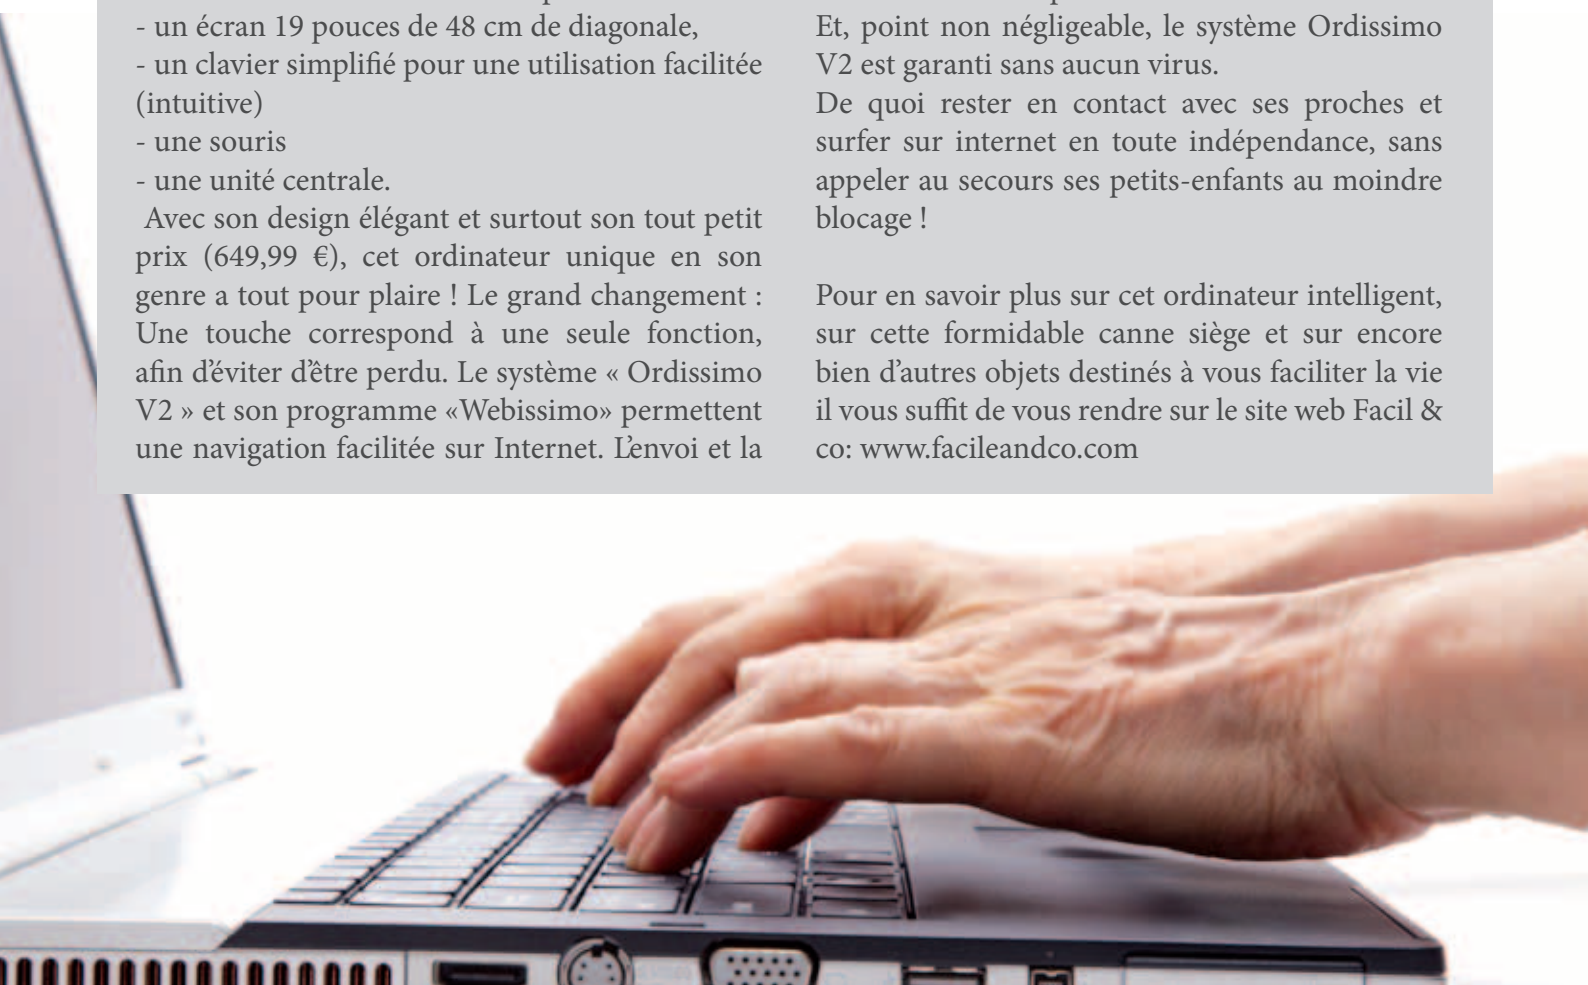 - un écran 19 pouces de 48 cm de diagonale,
- un clavier simplifié pour une utilisation facilitée
(intuitive)
- une souris
- une unité centrale.
Avec son design élégant et surtout son tout petit
prix (649,99 €), cet ordinateur unique en son
genre a tout pour plaire ! Le grand changement :
Une touche correspond à une seule fonction,
afin d’éviter d’être perdu. Le système « Ordissimo
V2 » et son programme «Webissimo» permettent
une navigation facilitée sur Internet. L’envoi et la
Et, point non négligeable, le système Ordissimo
V2 est garanti sans aucun virus.
De quoi rester en contact avec ses proches et
surfer sur internet en toute indépendance, sans
appeler au secours ses petits-enfants au moindre
blocage !
Pour en savoir plus sur cet ordinateur intelligent,
sur cette formidable canne siège et sur encore
bien d’autres objets destinés à vous faciliter la vie
il vous suffit de vous rendre sur le site web Facil &
co: www.facileandco.com